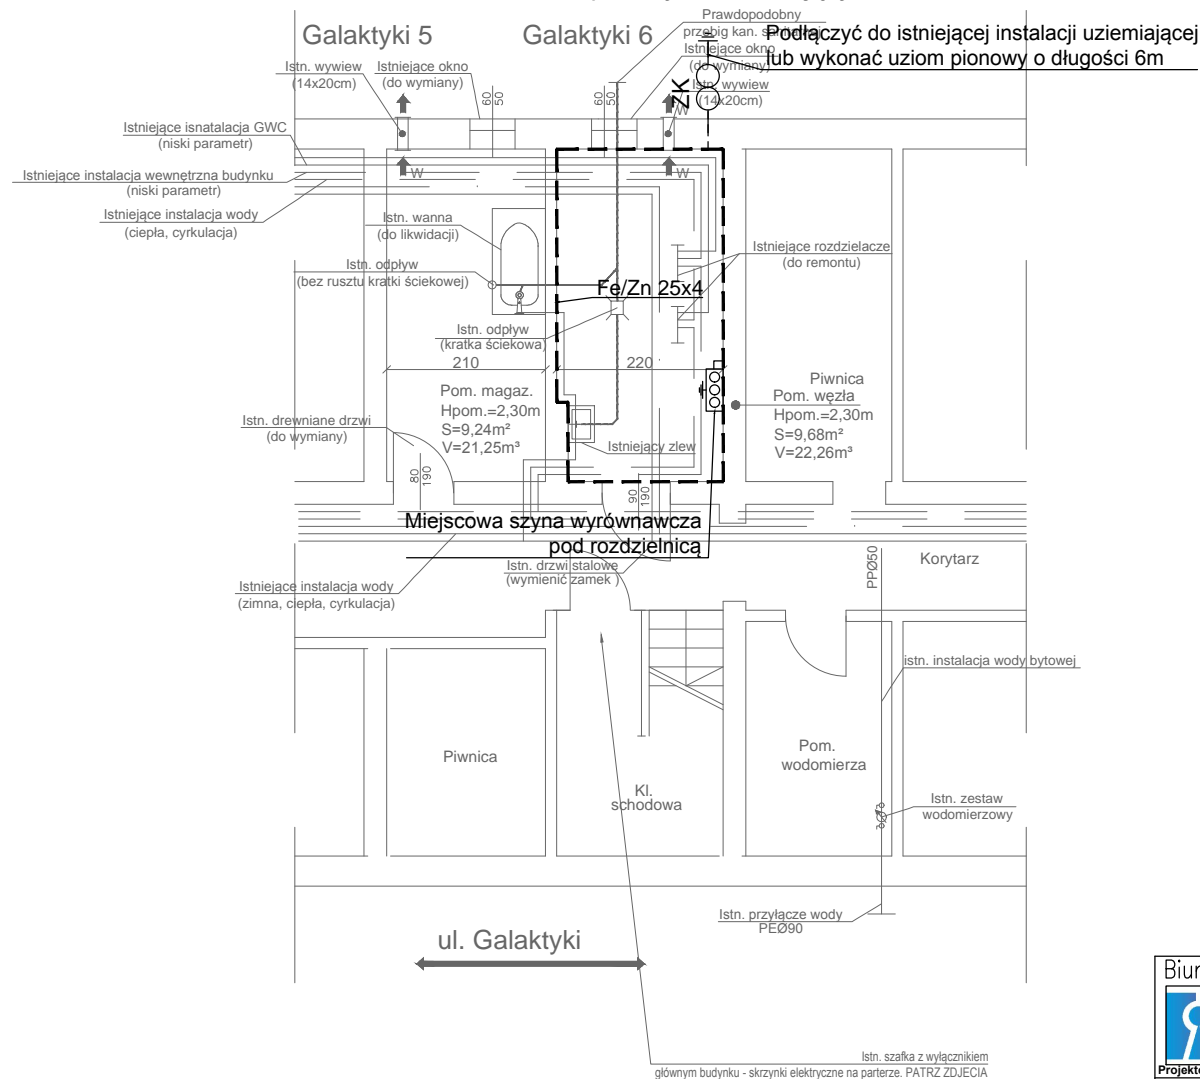 Galaktyki 5
Galaktyki 6
Prawdopodobny
przebig kan. sanitarnej
Podłączyć do istniejącej instalacji uziemiającej
lub wykonać uziom pionowy o długości 6m
Istn. wywiew
(14x20cm)
Istniejące okno
(do wymiany)
Istniejące okno
(do wymiany)
Istn. wywiew
(14x20cm)
ZK
60
50
60
50
W
W
W
W
Istniejące isnatalacja GWC
(niski parametr)
Istniejące instalacja wewnętrzna budynku
(niski parametr)
Istniejące instalacja wody
(ciepła, cyrkulacja)
Istn. wanna
(do likwidacji)
Istn. odpływ
(bez rusztu kratki ściekowej)
Istniejące rozdzielacze
(do remontu)
Fe/Zn 25x4
Istn. odpływ
(kratka ściekowa)
210
220
Pom. magaz.
Hpom.=2,30m
S=9,24m²
V=21,25m³
Piwnica
Pom. węzła
Hpom.=2,30m
S=9,68m²
V=22,26m³
Istn. drewniane drzwi
(do wymiany)
Istniejący zlew
80
190
90
190
Miejscowa szyna wyrównawcza
pod rozdzielnicą
Istn. drzwi stalowe
(wymienić zamek )
Istniejące instalacja wody
(zimna, ciepła, cyrkulacja)
PPØ50
Korytarz
istn. instalacja wody bytowej
Piwnica
Kl.
schodowa
Pom.
wodomierza
Istn. zestaw
wodomierzowy
Istn. przyłącze wody
PEØ90
ul. Galaktyki
Istn. szafka z wyłącznikiem
głównym budynku - skrzynki elektryczne na parterze. PATRZ ZDJECIA